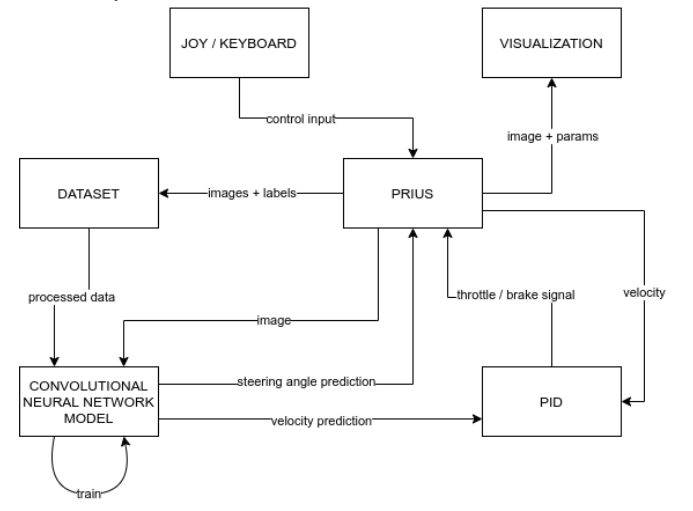 JOY / KEYBOARD
VISUALIZATION
control input
image + params
DATASET
images + labels
PRIUS
processed data
image
throttle / brake signal
velocity
steering angle prediction
CONVOLUTIONAL
NEURAL NETWORK
MODEL
velocity prediction
PID
train